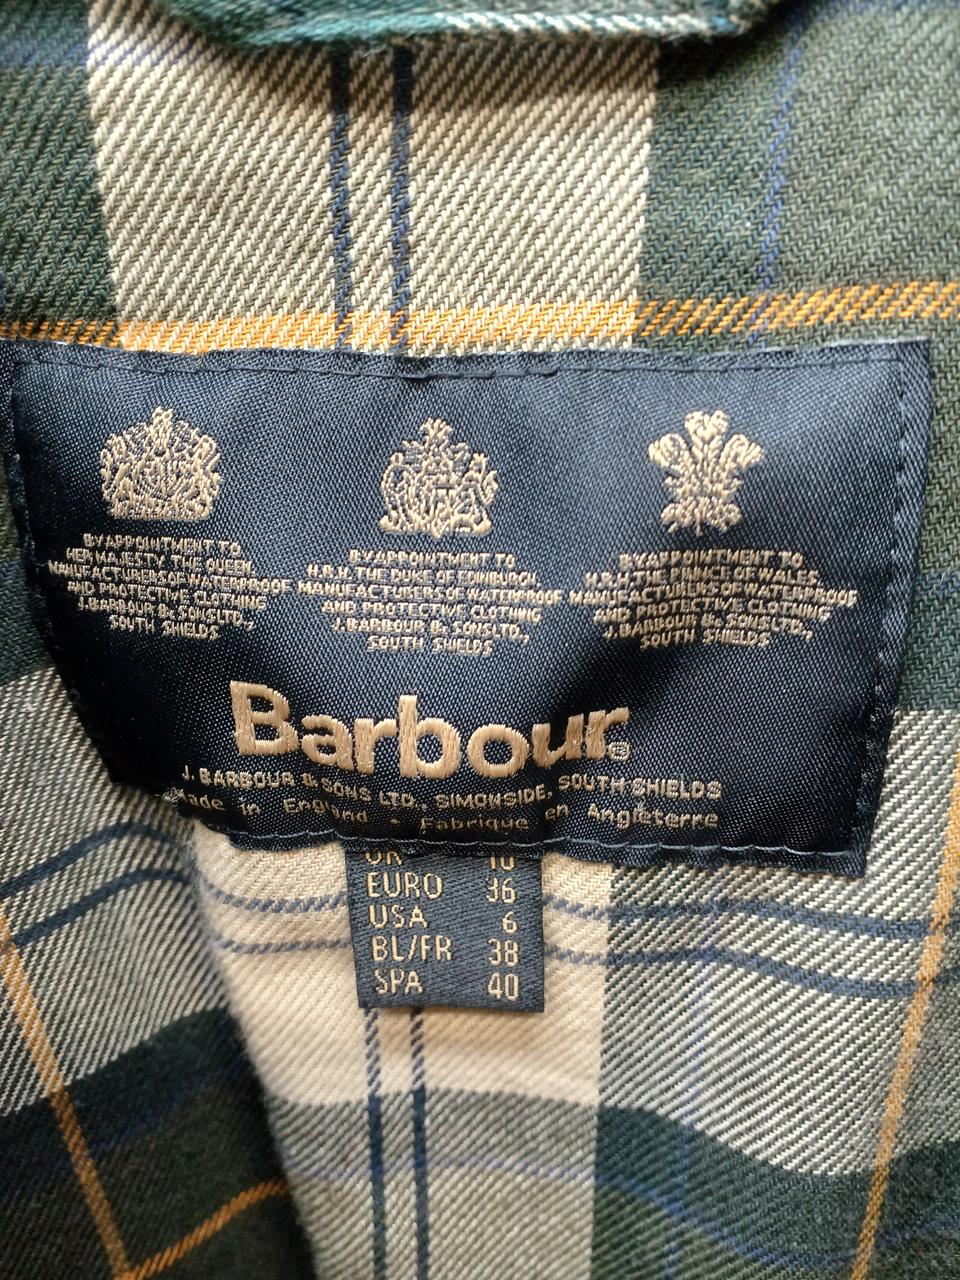 BY APPOINTMENT TO
HER MAJESTY THE QUEEN
MANUFACTURERS OF WATERPROOF
AND PROTECTIVE CLOTHING
J. BARBOUR & SONS LTD.,
SOUTH SHIELDS
BY APPOINTMENT TO
H.R.H. THE DUKE OF EDINBURGH
MANUFACTURERS OF WATERPROOF
AND PROTECTIVE CLOTHING
J. BARBOUR & SONS LTD.,
SOUTH SHIELDS
BY APPOINTMENT TO
H.R.H. THE PRINCE OF WALES
MANUFACTURERS OF WATERPROOF
AND PROTECTIVE CLOTHING
J. BARBOUR & SONS LTD.,
SOUTH SHIELDS
Barbour®
J. BARBOUR & SONS LTD., SIMONSIDE, SOUTH SHIELDS
Made in England - Fabrique en Angleterre
UK 10
EURO 36
USA 6
BL/FR 38
SPA 40